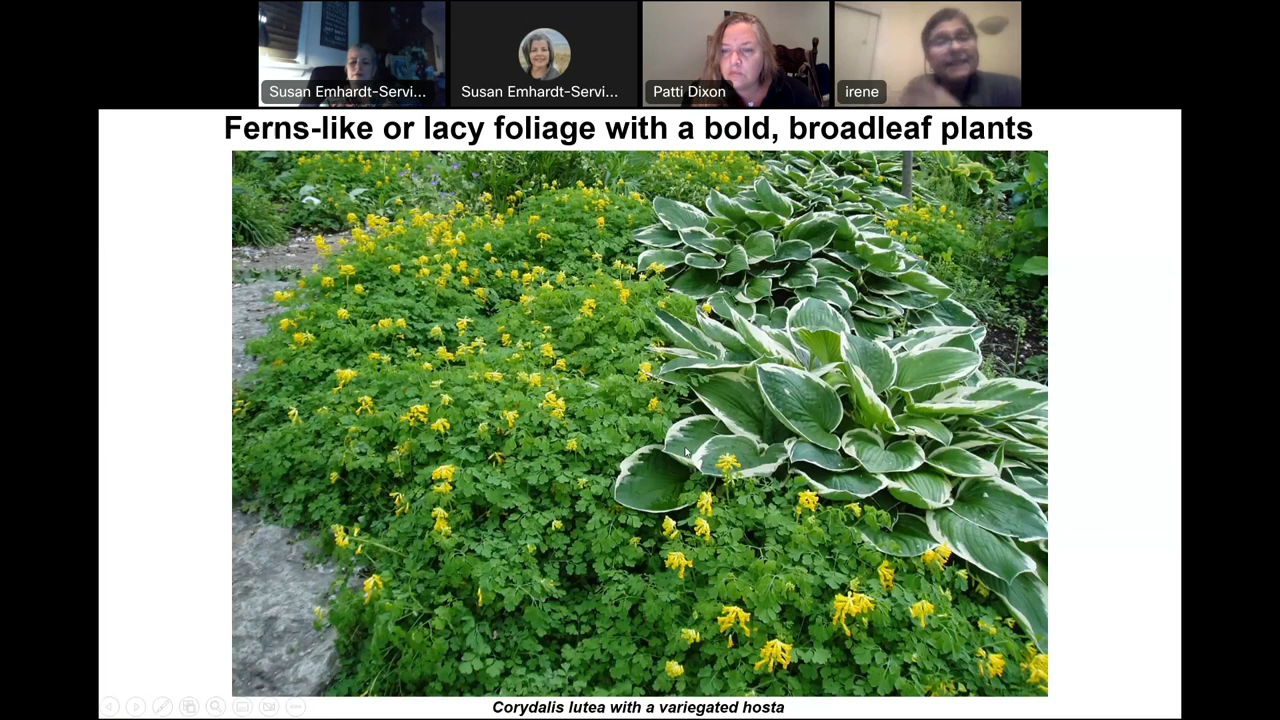 Susan Emhardt-Servi...
Susan Emhardt-Servi...
Patti Dixon
irene
Ferns-like or lacy foliage with a bold, broadleaf plants
Corydalis lutea with a variegated hosta